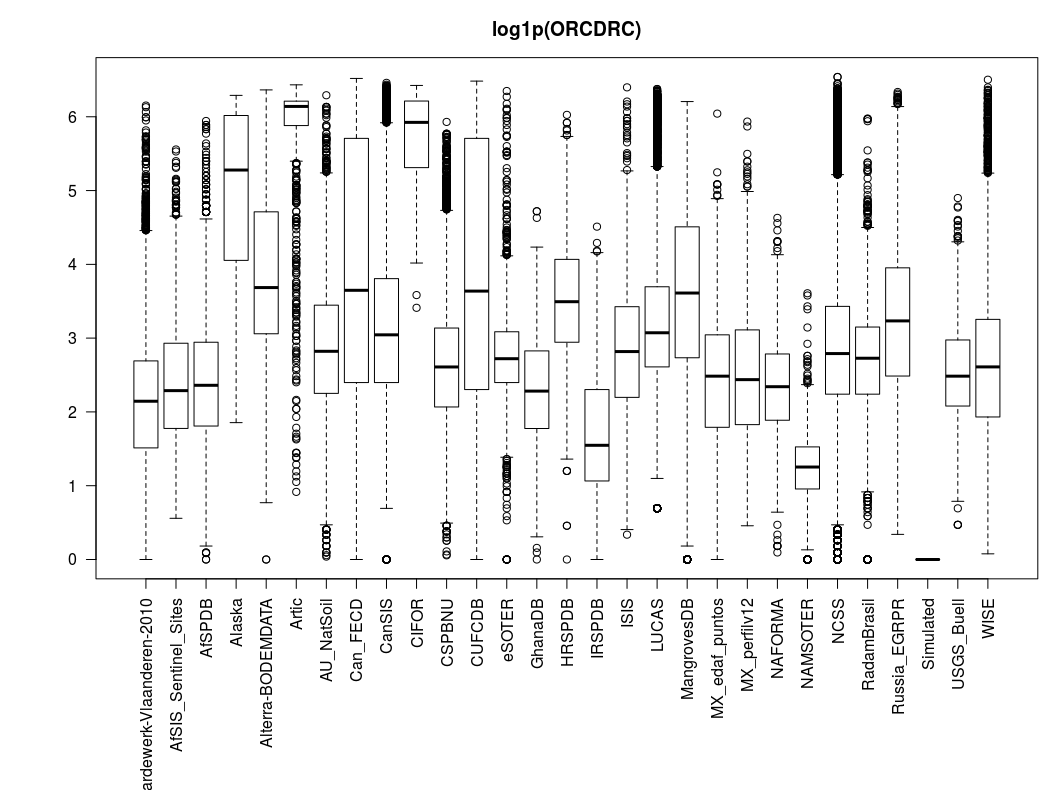 log1p(ORCDRC)
6
5
4
3
2
1
0
ardewerk-Vlaanderen-2010
AfSIS_Sentinel_Sites
AfSPDB
Alaska
Alterra-BODEMDATA
Artic
AU_NatSoil
Can_FECD
CanSIS
CIFOR
CSPBNU
CUFCDB
eSOTER
GhanaDB
HRSPDB
IRSPDB
ISIS
LUCAS
MangrovesDB
MX_edaf_puntos
MX_perfilv12
NAFORMA
NAMSOTER
NCSS
RadamBrasil
Russia_EGRPR
Simulated
USGS_Buell
WISE